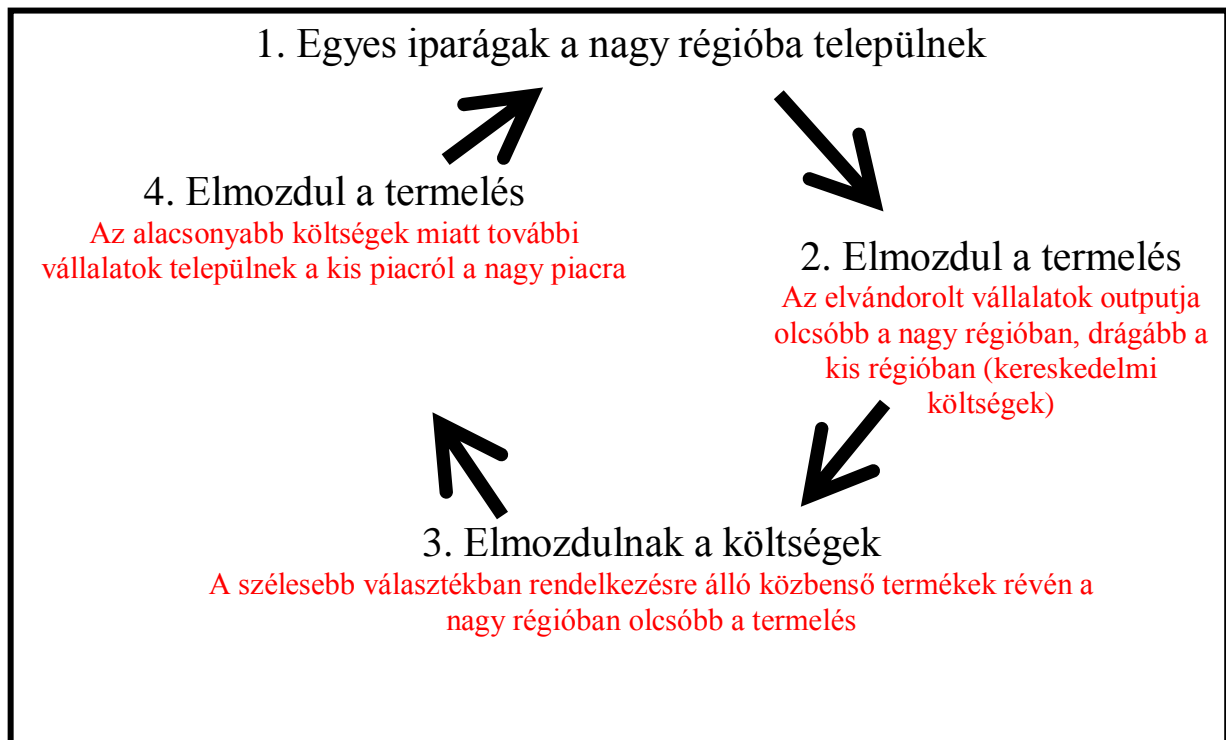 1. Egyes iparágak a nagy régióba települnek
4. Elmozdul a termelés
Az alacsonyabb költségek miatt további
vállalatok települnek a kis piacról a nagy piacra
2. Elmozdul a termelés
Az elvándorolt vállalatok outputja
olcsóbb a nagy régióban, drágább a
kis régióban (kereskedelmi
költségek)
3. Elmozdulnak a költségek
A szélesebb választékban rendelkezésre álló közbenső termékek révén a
nagy régióban olcsóbb a termelés